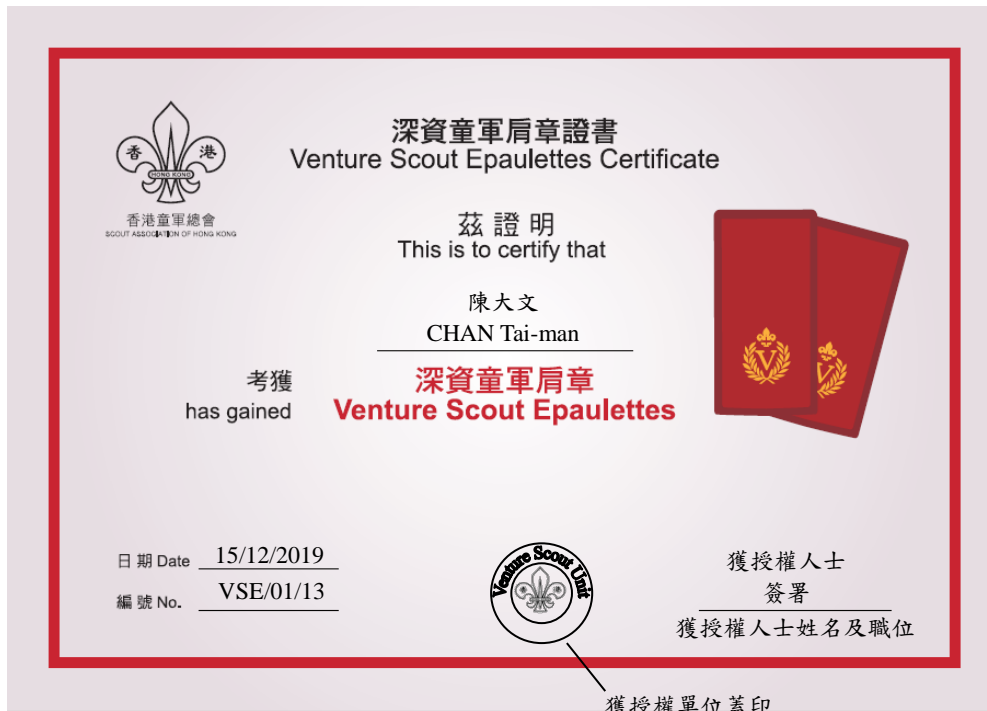 香 港
HONG KONG
香港童軍總會
SCOUT ASSOCIATION OF HONG KONG
深資童軍肩章證書
Venture Scout Epaulettes Certificate
茲證明
This is to certify that
陳大文
CHAN Tai-man
考獲
has gained
深資童軍肩章
Venture Scout Epaulettes
V
V
日期 Date 15/12/2019
編號 No. VSE/01/13
Venture Scout Unit
獲授權人士
簽署
獲授權人士姓名及職位
獲授權單位蓋印